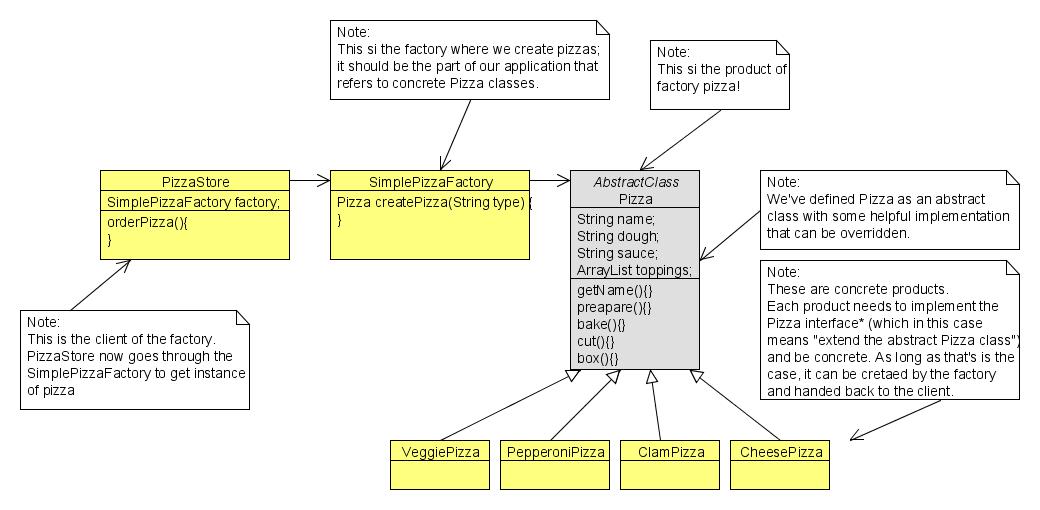 Note:
This si the factory where we create pizzas;
it should be the part of our application that
refers to concrete Pizza classes.
Note:
This si the product of
factory pizza!
PizzaStore
SimplePizzaFactory factory;
orderPizza(){
}
SimplePizzaFactory
Pizza createPizza(String type) {
}
AbstractClass
Pizza
String name;
String dough;
String sauce;
ArrayList toppings;
getName(){}
preapare(){}
bake(){}
cut(){}
box(){}
Note:
We've defined Pizza as an abstract
class with some helpful implementation
that can be overridden.
Note:
These are concrete products.
Each product needs to implement the
Pizza interface* (which in this case
means "extend the abstract Pizza class")
and be concrete. As long as that's is the
case, it can be cretaed by the factory
and handed back to the client.
Note:
This is the client of the factory.
PizzaStore now goes through the
SimplePizzaFactory to get instance
of pizza
VeggiePizza
PepperoniPizza
ClamPizza
CheesePizza